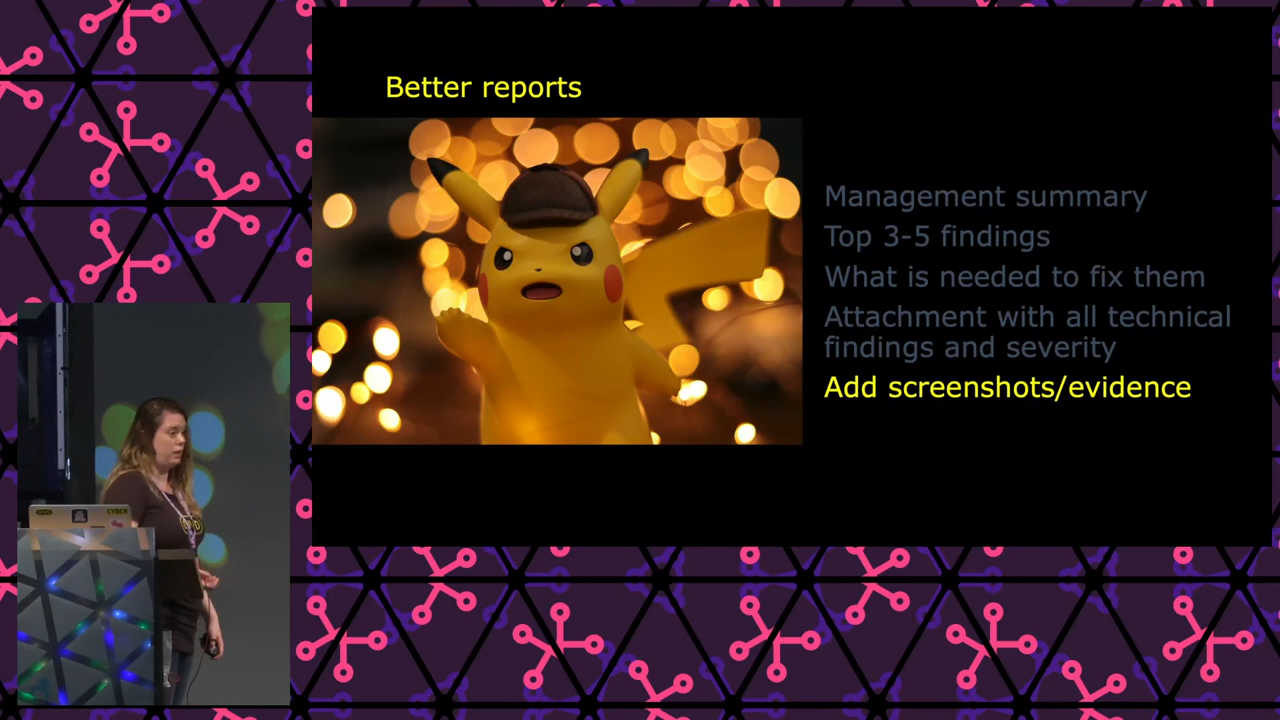 Better reports
Management summary
Top 3-5 findings
What is needed to fix them
Attachment with all technical
findings and severity
Add screenshots/evidence
CYBER